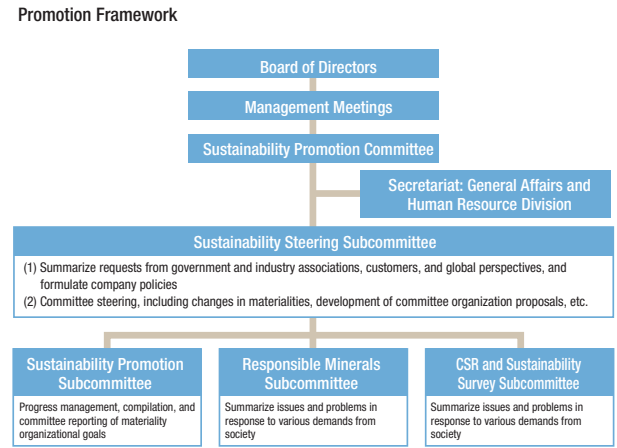 Promotion Framework
Board of Directors
Management Meetings
Sustainability Promotion Committee
Secretariat: General Affairs and
Human Resource Division
Sustainability Steering Subcommittee
(1) Summarize requests from government and industry associations, customers, and global perspectives, and
formulate company policies
(2) Committee steering, including changes in materialities, development of committee organization proposals, etc.
Sustainability Promotion
Subcommittee
Progress management, compilation, and
committee reporting of materiality
organizational goals
Responsible Minerals
Subcommittee
Summarize issues and problems in
response to various demands from
society
CSR and Sustainability
Survey Subcommittee
Summarize issues and problems in
response to various demands from
society